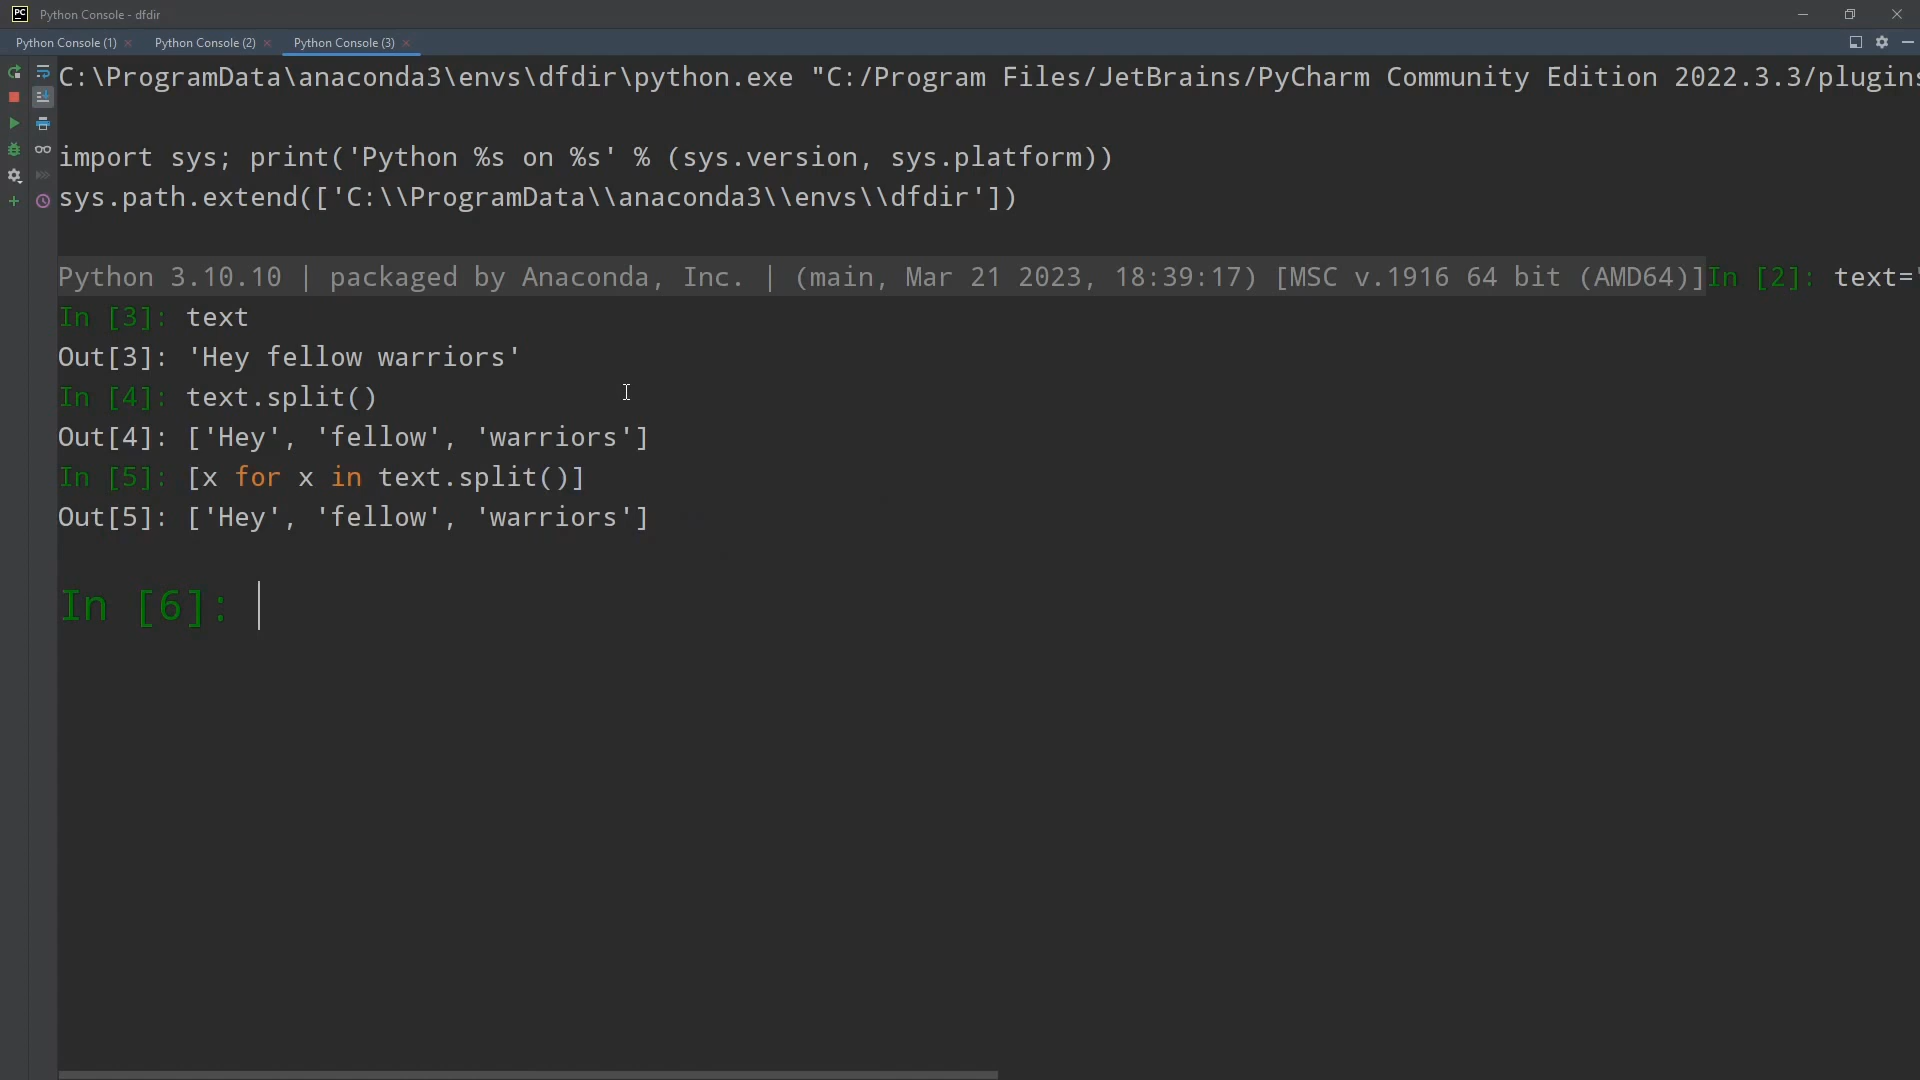 PC Python Console - dfdir
Python Console (1) Python Console (2) Python Console (3)
C:\ProgramData\anaconda3\envs\dfdir\python.exe "C:/Program Files/JetBrains/PyCharm Community Edition 2022.3.3/plugins
import sys; print('Python %s on %s' % (sys.version, sys.platform))
sys.path.extend(['C:\\ProgramData\\anaconda3\\envs\\dfdir'])
Python 3.10.10 | packaged by Anaconda, Inc. | (main, Mar 21 2023, 18:39:17) [MSC v.1916 64 bit (AMD64)]In [2]: text='
In [3]: text
Out[3]: 'Hey fellow warriors'
In [4]: text.split()
Out[4]: ['Hey', 'fellow', 'warriors']
In [5]: [x for x in text.split()]
Out[5]: ['Hey', 'fellow', 'warriors']
In [6]: